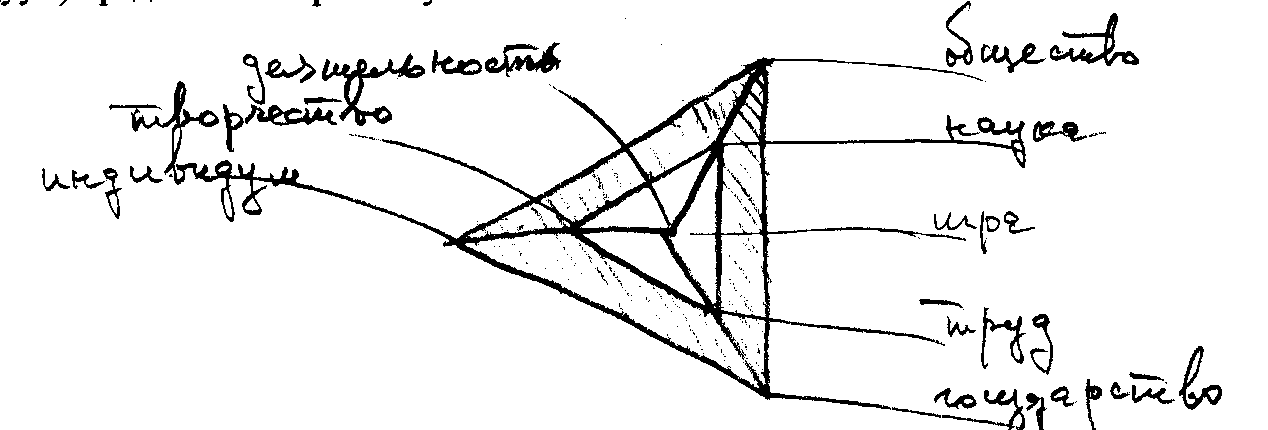 деятельность
творчество
индивидуум
общество
наука
игра
труд
государство